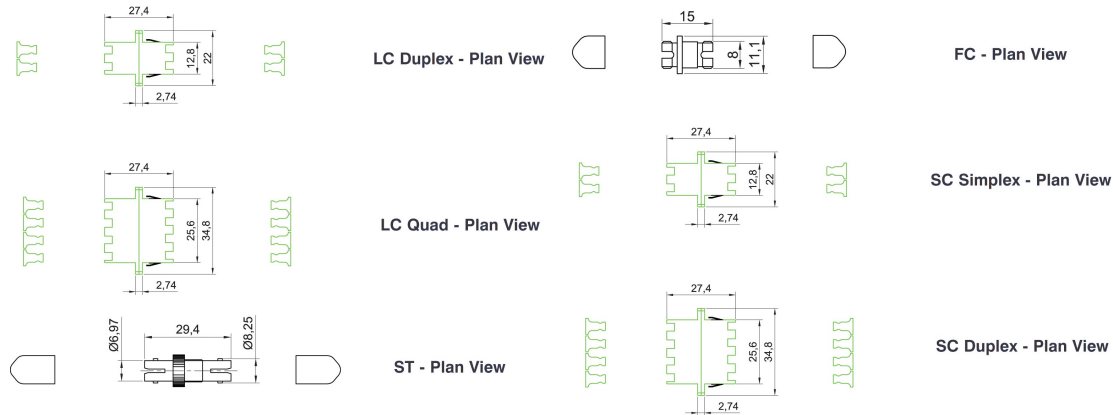 27,4
12,8
22
2,74
LC Duplex - Plan View
15
8
11,1
FC - Plan View
27,4
25,6
34,8
2,74
LC Quad - Plan View
27,4
12,8
22
2,74
SC Simplex - Plan View
Ø6,97
29,4
Ø8,25
ST - Plan View
27,4
25,6
34,8
2,74
SC Duplex - Plan View